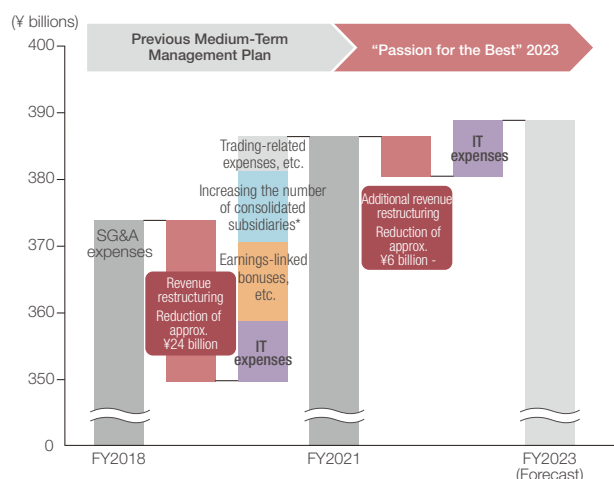 (¥ billions)
400
390
380
370
360
350
0
Previous Medium-Term
Management Plan
“Passion for the Best” 2023
SG&A
expenses
Revenue
restructuring
Reduction of
approx.
¥24 billion
Trading-related
expenses, etc.
Increasing the number
of consolidated
subsidiaries*
Earnings-linked
bonuses,
etc.
IT
expenses
Additional revenue
restructuring
Reduction of
approx.
¥6 billion -
IT
expenses
FY2018
FY2021
FY2023
(Forecast)